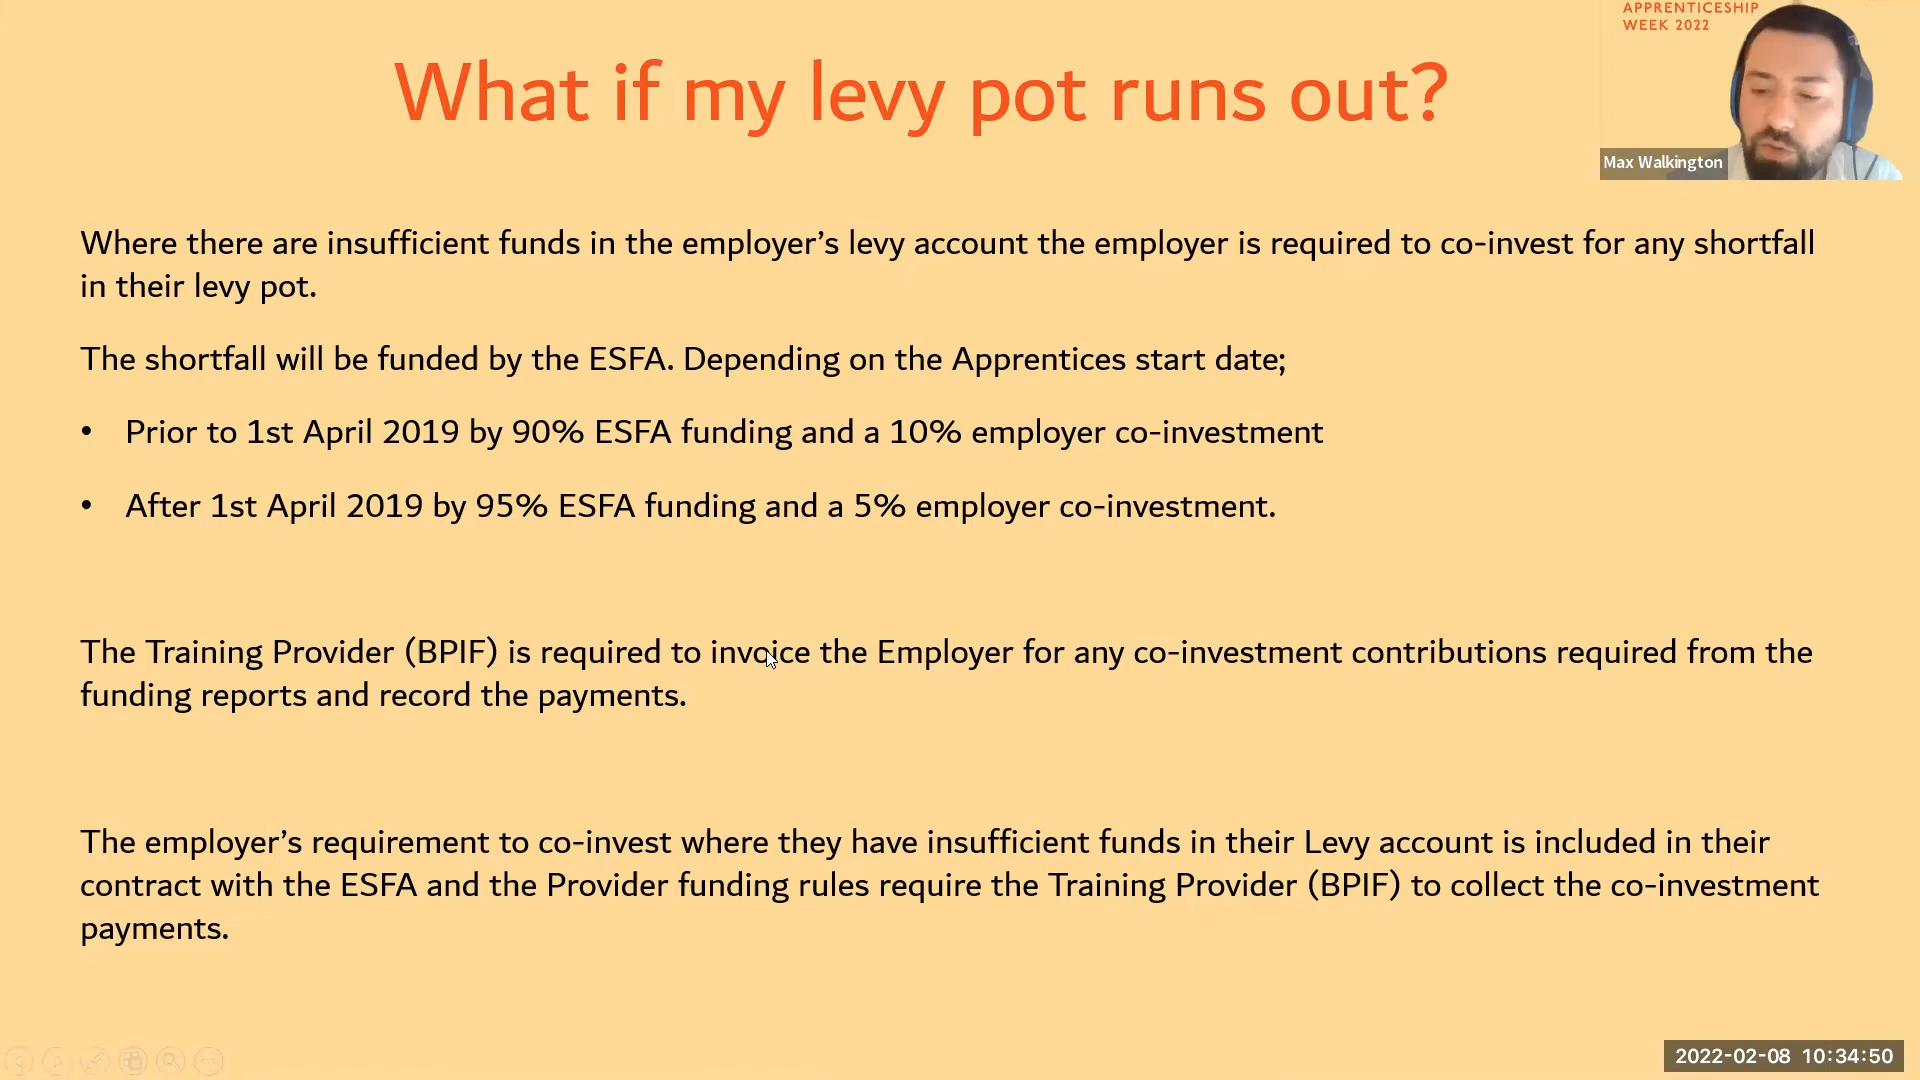 APPRENTICESHIP
WEEK 2022
What if my levy pot runs out?
Max Walkington
Where there are insufficient funds in the employer’s levy account the employer is required to co-invest for any shortfall
in their levy pot.
The shortfall will be funded by the ESFA. Depending on the Apprentices start date;
• Prior to 1st April 2019 by 90% ESFA funding and a 10% employer co-investment
• After 1st April 2019 by 95% ESFA funding and a 5% employer co-investment.
The Training Provider (BPIF) is required to invoice the Employer for any co-investment contributions required from the
funding reports and record the payments.
The employer’s requirement to co-invest where they have insufficient funds in their Levy account is included in their
contract with the ESFA and the Provider funding rules require the Training Provider (BPIF) to collect the co-investment
payments.
2022-02-08 10:34:50